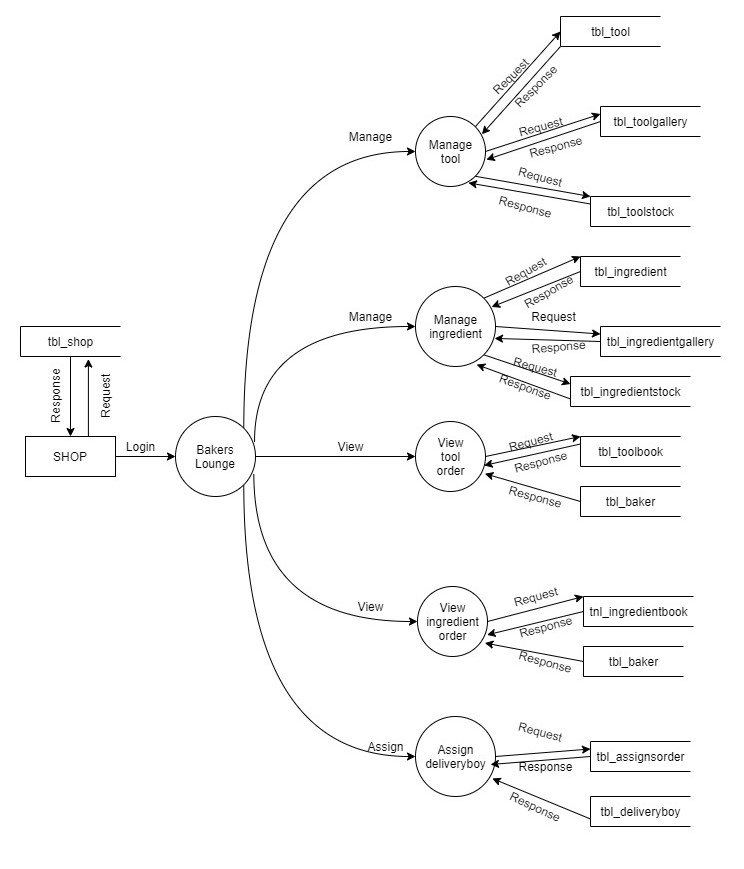 tbl_tool
Request
Response
tbl_toolgallery
Request
Response
Manage
Manage
tool
Request
Response
tbl_toolstock
Request
Response
tbl_ingredient
Manage
Manage
ingredient
Request
Response
tbl_ingredientgallery
Request
Response
tbl_ingredientstock
tbl_shop
Response
Request
SHOP
Login
Bakers
Lounge
View
View
tool
order
Request
Response
tbl_toolbook
Response
tbl_baker
View
View
ingredient
order
Request
Response
tnl_ingredientbook
Response
tbl_baker
Assign
Assign
deliveryboy
Request
Response
tbl_assignsorder
Response
tbl_deliveryboy